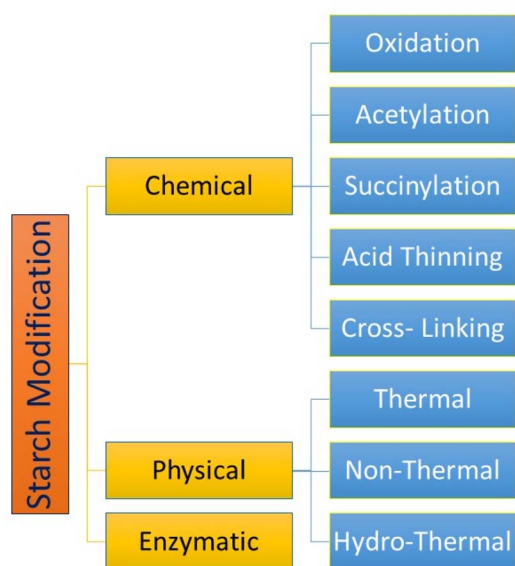 Starch Modification
Chemical
Oxidation
Acetylation
Succinylation
Acid Thinning
Cross- Linking
Physical
Thermal
Non-Thermal
Hydro-Thermal
Enzymatic